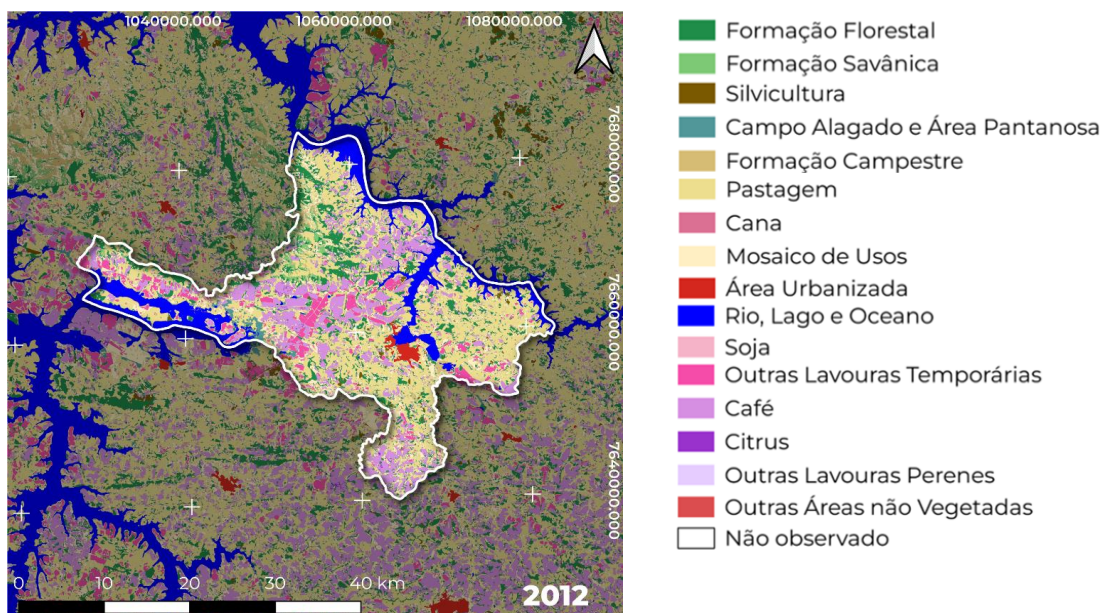 1040000.000 1060000.000 1080000.000
7680000.000
7660000.000
7640000.000
0 10 20 30 40 km
2012
Formação Florestal
Formação Savânica
Silvicultura
Campo Alagado e Área Pantanosa
Formação Campestre
Pastagem
Cana
Mosaico de Usos
Área Urbanizada
Rio, Lago e Oceano
Soja
Outras Lavouras Temporárias
Café
Citrus
Outras Lavouras Perenes
Outras Áreas não Vegetadas
Não observado